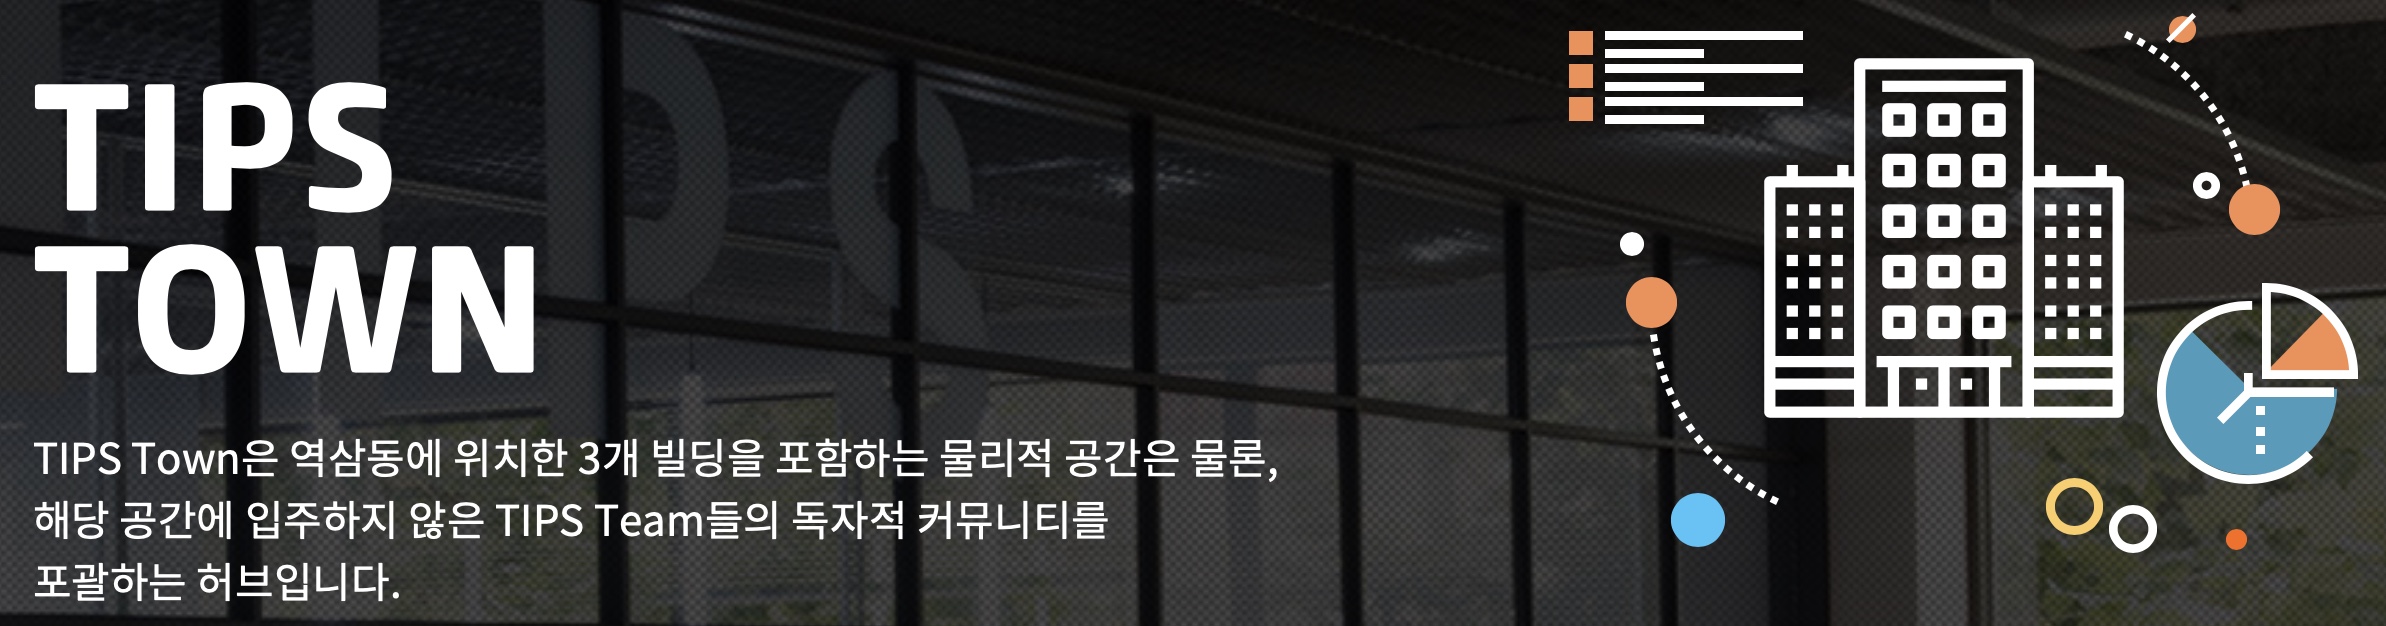 TIPS
TOWN
TIPS Town은 역삼동에 위치한 3개 빌딩을 포함하는 물리적 공간은 물론,
해당 공간에 입주하지 않은 TIPS Team들의 독자적 커뮤니티를
포괄하는 허브입니다.